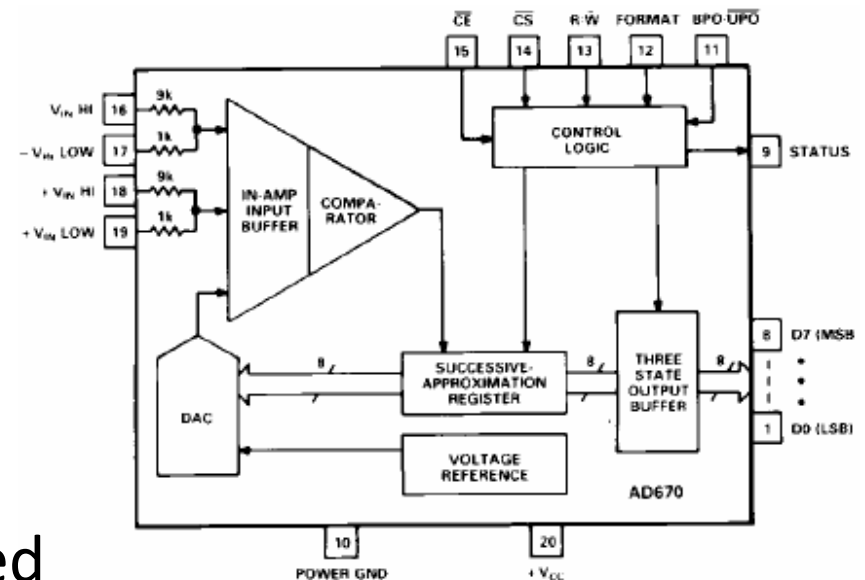 CE CS R·W FORMAT BPO·UPO
15 14 13 12 11
9k
VIN HI 16
1k
− VIN LOW 17
9k
+ VIN HI 18
1k
+ VIN LOW 19
IN-AMP
INPUT
BUFFER
COMPA-
RATOR
CONTROL
LOGIC
9 STATUS
DAC
8
SUCCESSIVE-
APPROXIMATION
REGISTER
8
THREE
STATE
OUTPUT
BUFFER
8
8 D7 (MSB
1 D0 (LSB)
VOLTAGE
REFERENCE
AD670
10 20
POWER GND + VCC
ed